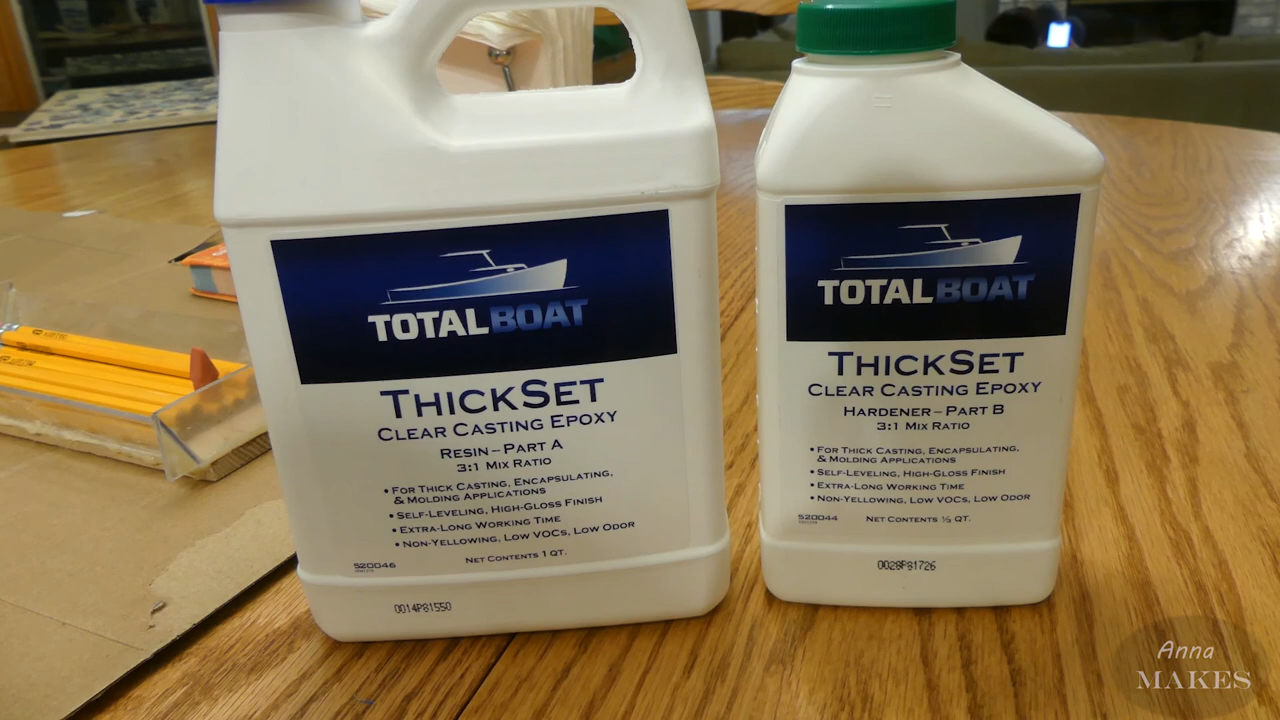 TOTALBOAT
THICKSET
CLEAR CASTING EPOXY
RESIN–PART A
3:1 MIX RATIO
• FOR THICK CASTING, ENCAPSULATING,
& MOLDING APPLICATIONS
• SELF-LEVELING, HIGH-GLOSS FINISH
• EXTRA-LONG WORKING TIME
• NON-YELLOWING, LOW VOCS, LOW ODOR
520046
NET CONTENTS 1 QT.
0014P81550
TOTALBOAT
THICKSET
CLEAR CASTING EPOXY
HARDENER–PART B
3:1 MIX RATIO
• FOR THICK CASTING, ENCAPSULATING,
& MOLDING APPLICATIONS
• SELF-LEVELING, HIGH-GLOSS FINISH
• EXTRA-LONG WORKING TIME
• NON-YELLOWING, LOW VOCS, LOW ODOR
520044
NET CONTENTS ⅓ QT.
0028P81726
Anna
MAKES